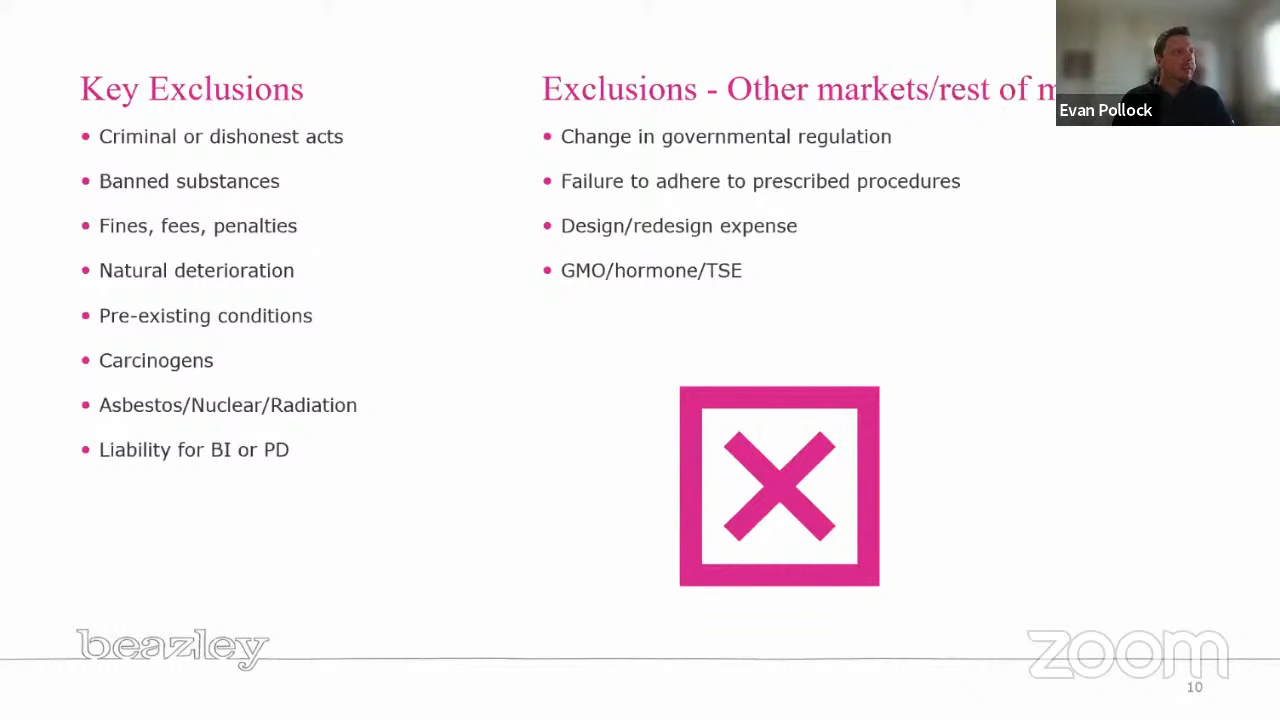 Key Exclusions
Criminal or dishonest acts
Banned substances
Fines, fees, penalties
Natural deterioration
Pre-existing conditions
Carcinogens
Asbestos/Nuclear/Radiation
Liability for BI or PD
Exclusions - Other markets/rest of
Change in governmental regulation
Failure to adhere to prescribed procedures
Design/redesign expense
GMO/hormone/TSE
Evan Pollock
beazley
zoom
10